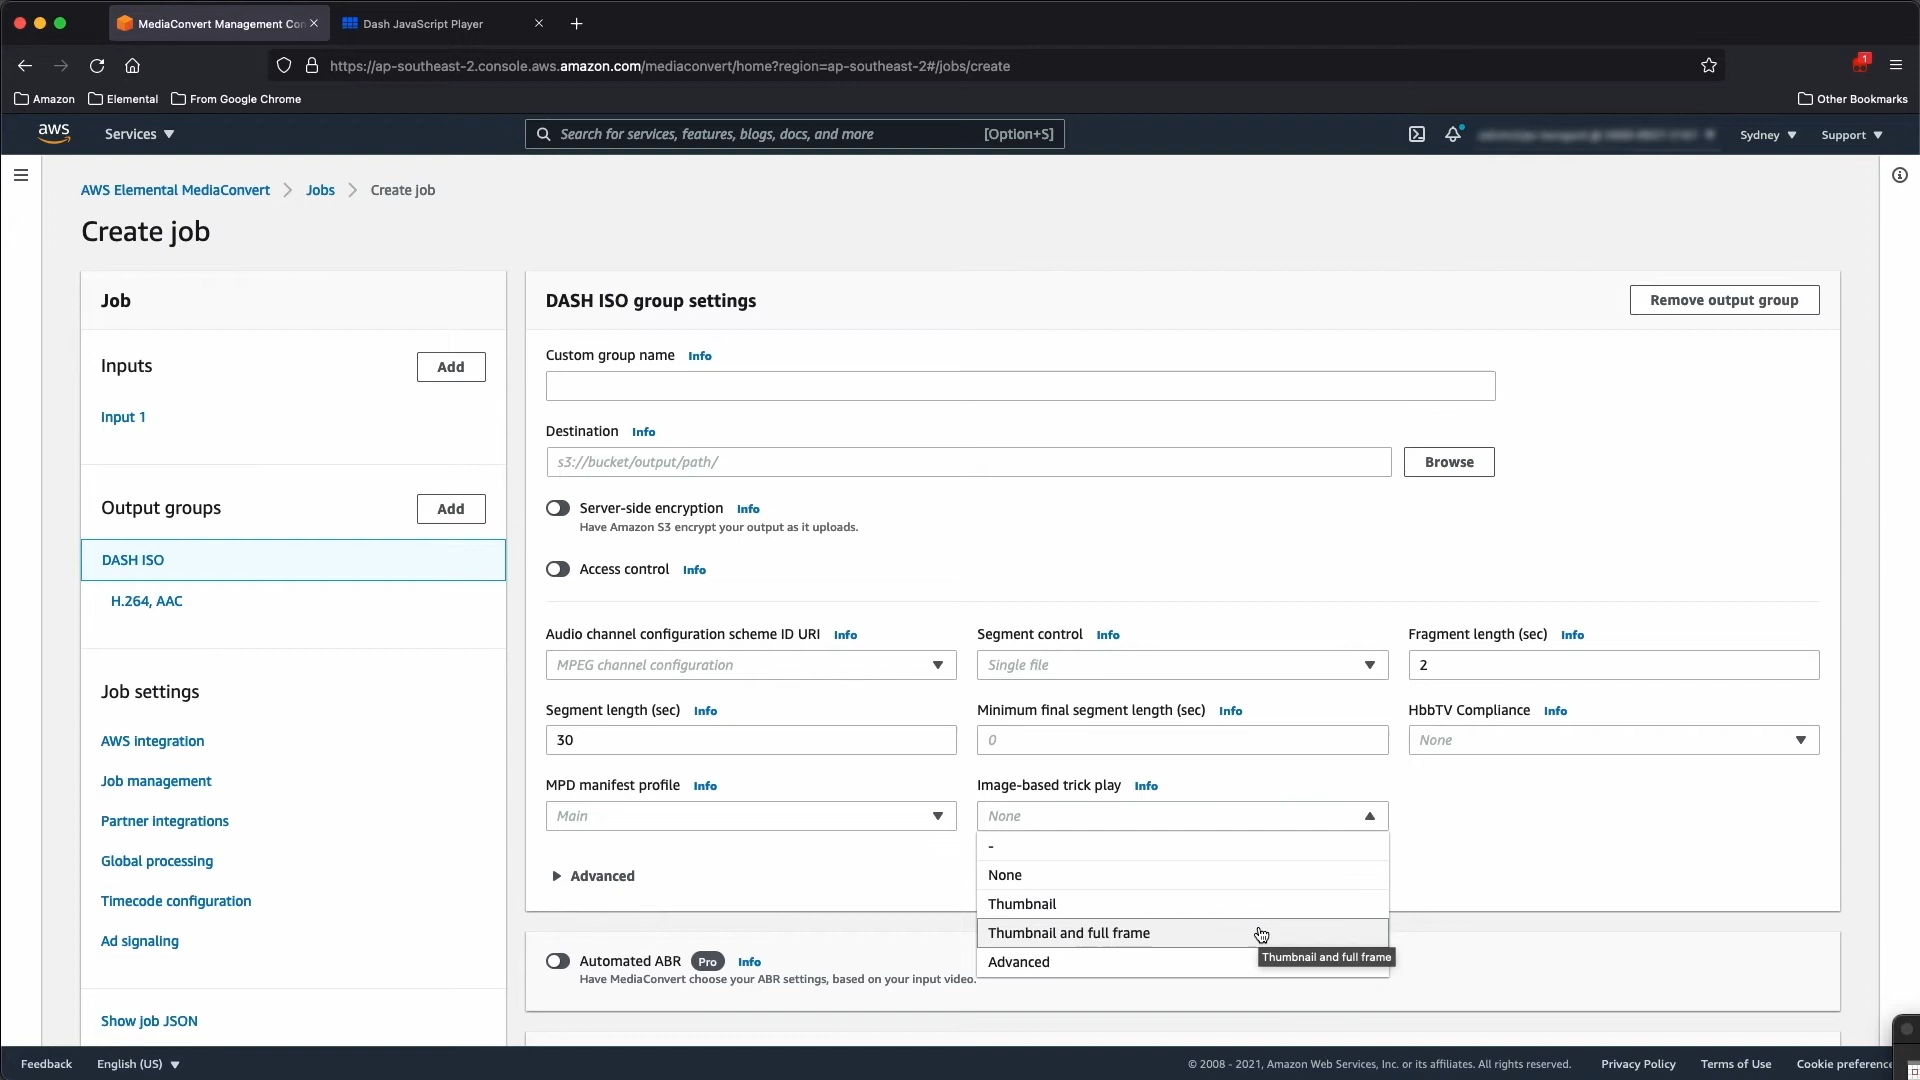 MediaConvert Management Con
Dash JavaScript Player
https://ap-southeast-2.console.aws.amazon.com/mediaconvert/home?region=ap-southeast-2#/jobs/create
1
Amazon
Elemental
From Google Chrome
Other Bookmarks
aws
Services
Search for services, features, blogs, docs, and more
[Option+S]
Sydney
Support
AWS Elemental MediaConvert
Jobs
Create job
Create job
Job
Inputs
Add
Input 1
Output groups
Add
DASH ISO
H.264, AAC
Job settings
AWS integration
Job management
Partner integrations
Global processing
Timecode configuration
Ad signaling
Show job JSON
DASH ISO group settings
Remove output group
Custom group name Info
Destination Info
s3://bucket/output/path/
Browse
Server-side encryption Info
Have Amazon S3 encrypt your output as it uploads.
Access control Info
Audio channel configuration scheme ID URI Info
MPEG channel configuration
Segment control Info
Single file
Fragment length (sec) Info
2
Segment length (sec) Info
30
Minimum final segment length (sec) Info
0
HbbTV Compliance Info
None
MPD manifest profile Info
Main
Image-based trick play Info
None
-
None
Thumbnail
Thumbnail and full frame
Advanced
Thumbnail and full frame
Advanced
Automated ABR Pro Info
Have MediaConvert choose your ABR settings, based on your input video.
Feedback
English (US)
© 2008 - 2021, Amazon Web Services, Inc. or its affiliates. All rights reserved.
Privacy Policy
Terms of Use
Cookie preference